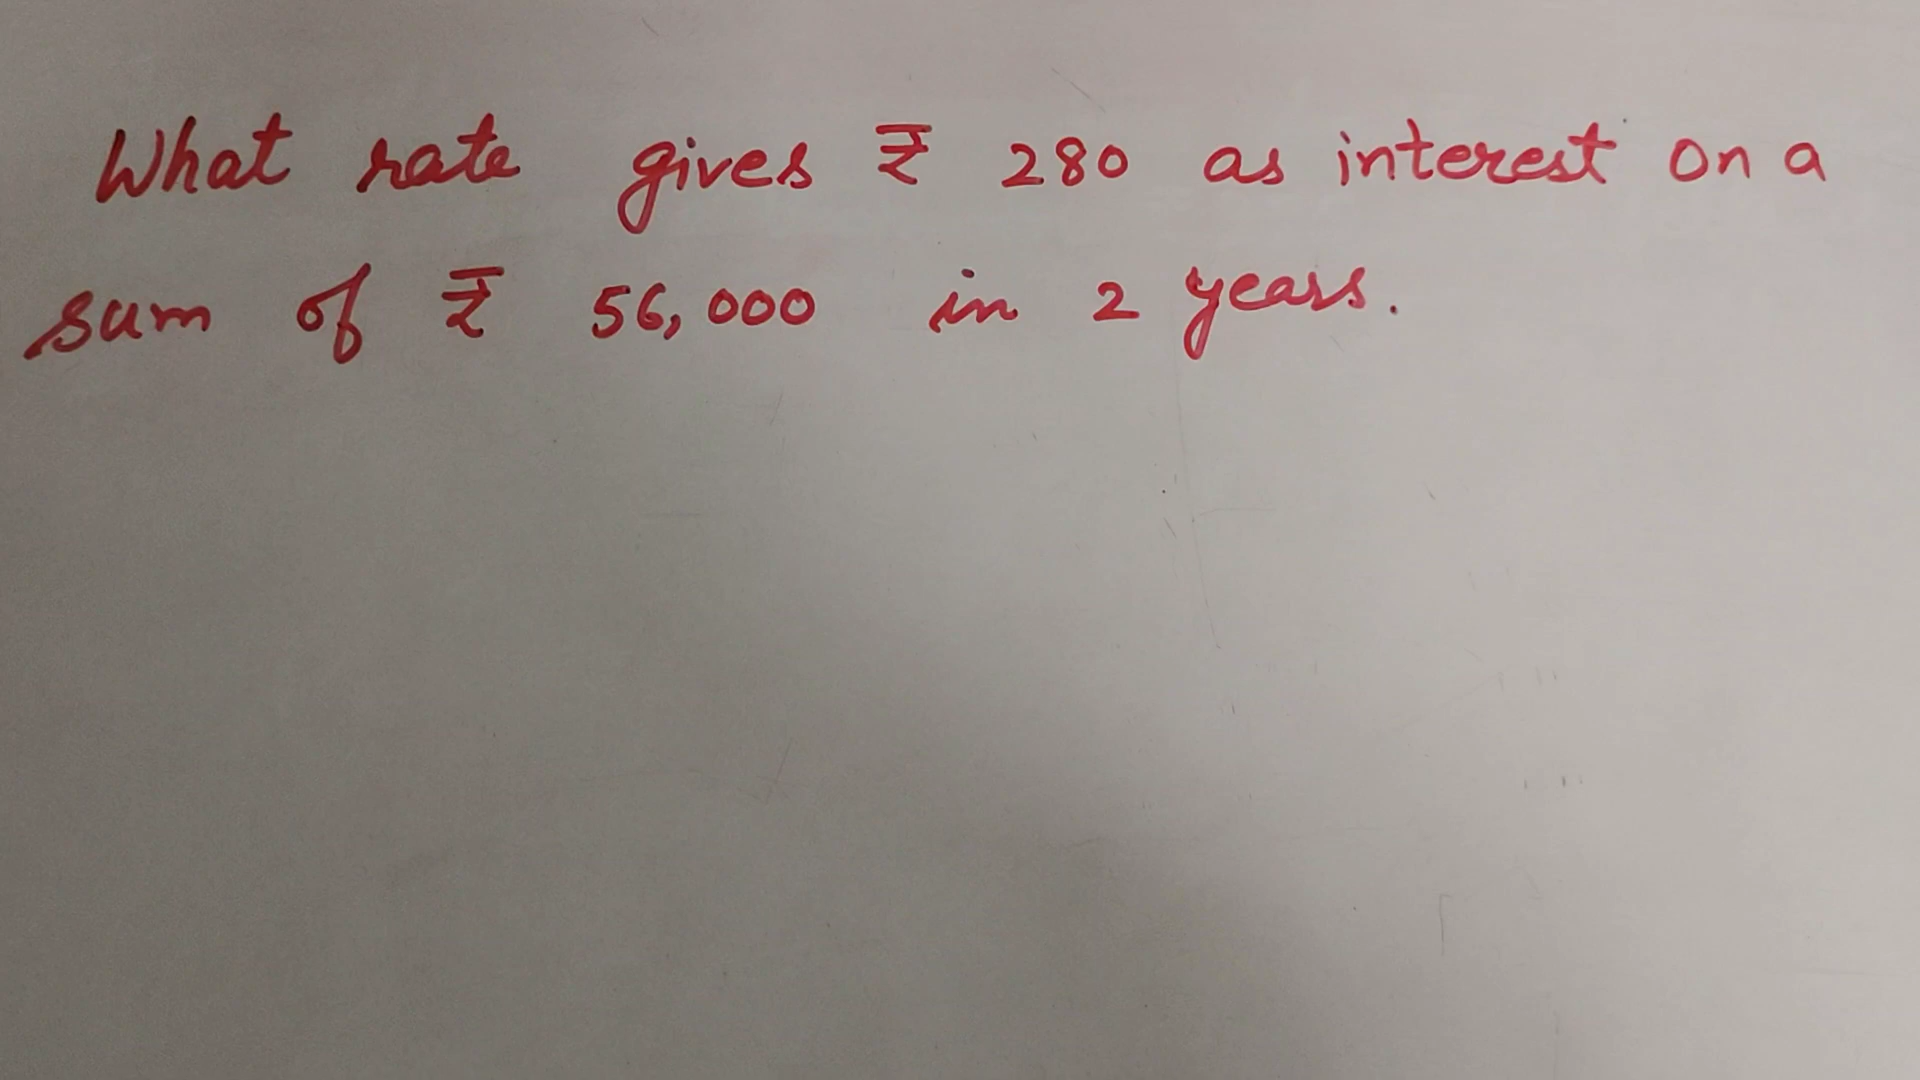 What rate gives ₹ 280 as interest on a
sum of ₹ 56,000 in 2 years.